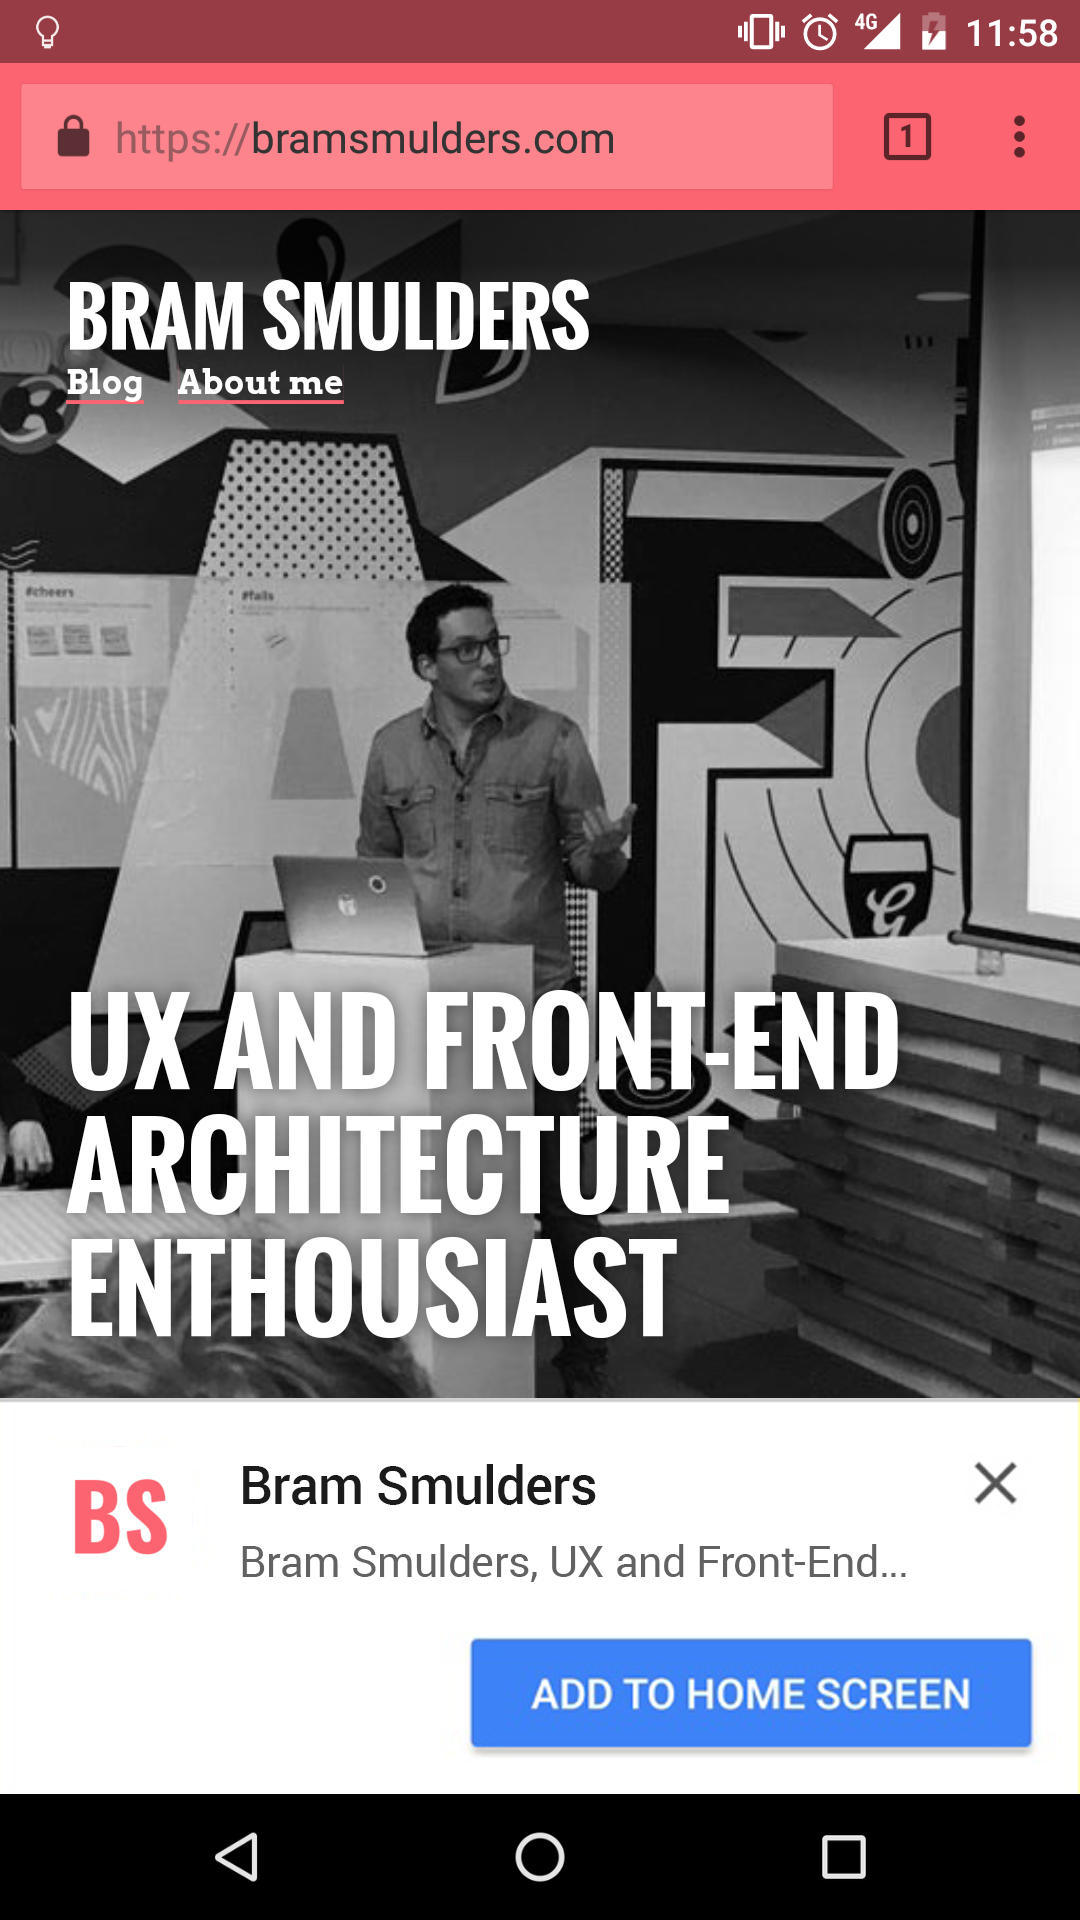 4G 11:58
https://bramsmulders.com 1
BRAM SMULDERS
Blog About me
#cheers
#fails
UX AND FRONT-END
ARCHITECTURE
ENTHOUSIAST
BS
Bram Smulders
Bram Smulders, UX and Front-End...
ADD TO HOME SCREEN